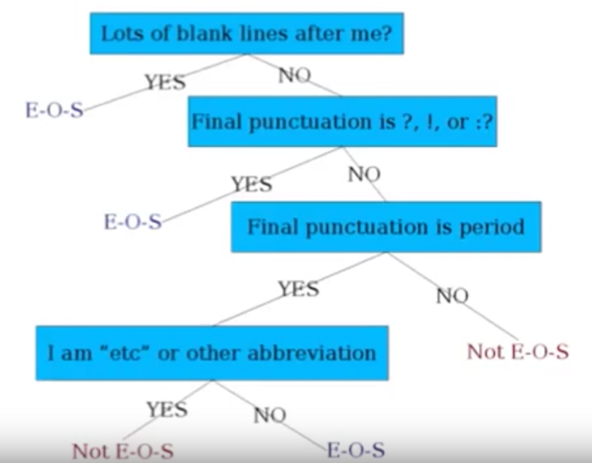 Lots of blank lines after me?
YES
NO
E-O-S
Final punctuation is ?, !, or :?
YES
NO
E-O-S
Final punctuation is period
YES
NO
I am "etc" or other abbreviation
Not E-O-S
YES
NO
Not E-O-S
E-O-S